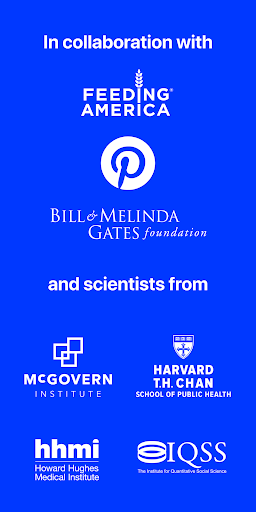 In collaboration with
FEEDING®
AMERICA
BILL & MELINDA
GATES foundation
and scientists from
MCGOVERN
INSTITUTE
HARVARD
T.H. CHAN
SCHOOL OF PUBLIC HEALTH
hhmi
Howard Hughes
Medical Institute
IQSS
The Institute for Quantitative Social Science